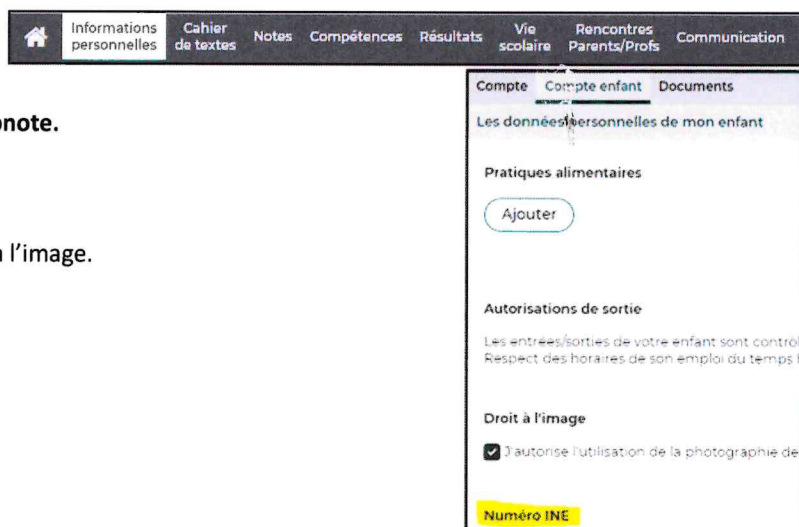 Informations
personnelles
Cahier
de textes
Notes
Compétences
Résultats
Vie
scolaire
Rencontres
Parents/Profs
Communication
note.
l'image.
Compte Compte enfant Documents
Les données personnelles de mon enfant
Pratiques alimentaires
Ajouter
Autorisations de sortie
Les entrées/sorties de votre enfant sont contrôl
Respect des horaires de son emploi du temps
Droit à l'image
J'autorise l'utilisation de la photographie de
Numéro INE